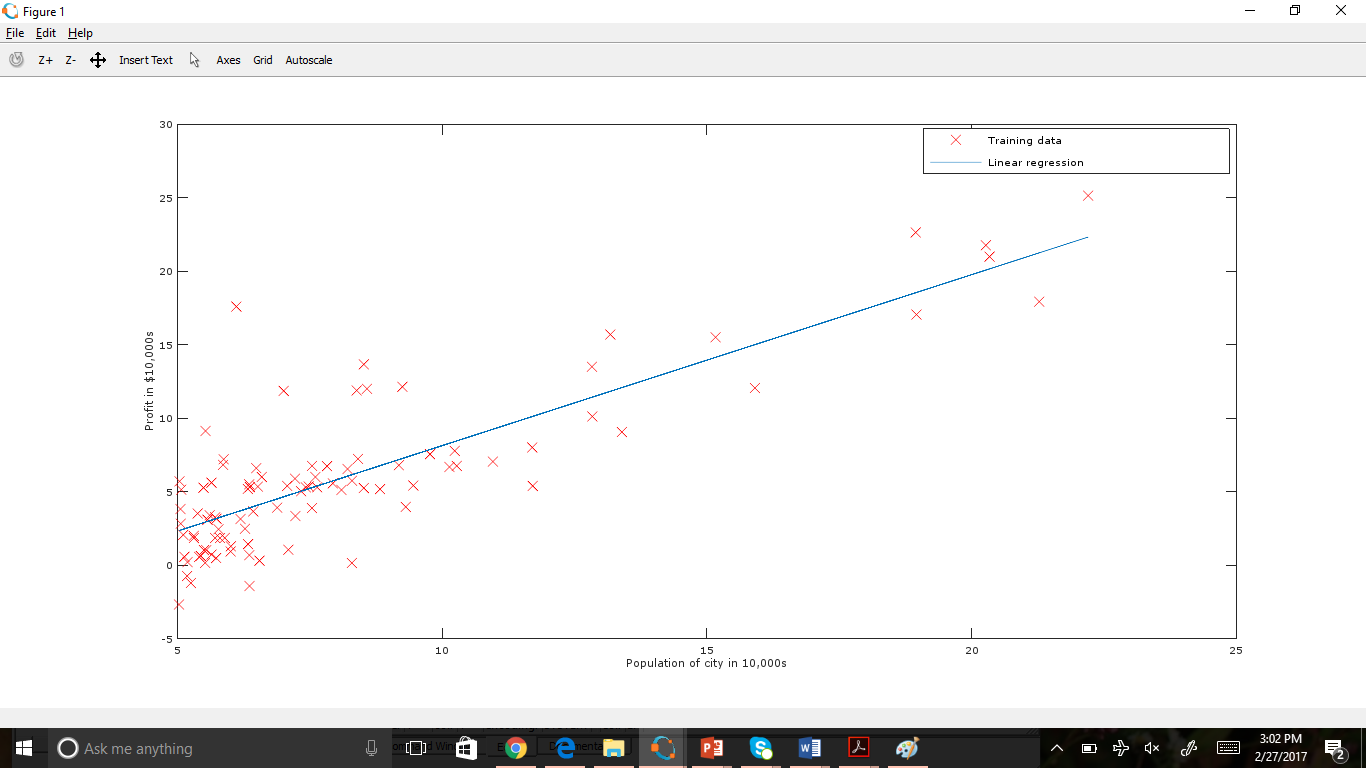 Figure 1
File Edit Help
Z+ Z- Insert Text Axes Grid Autoscale
30
25
20
15
10
5
0
-5
Profit in $10,000s
Training data
Linear regression
5 10 15 20 25
Population of city in 10,000s
Ask me anything
3:02 PM
2/27/2017
2